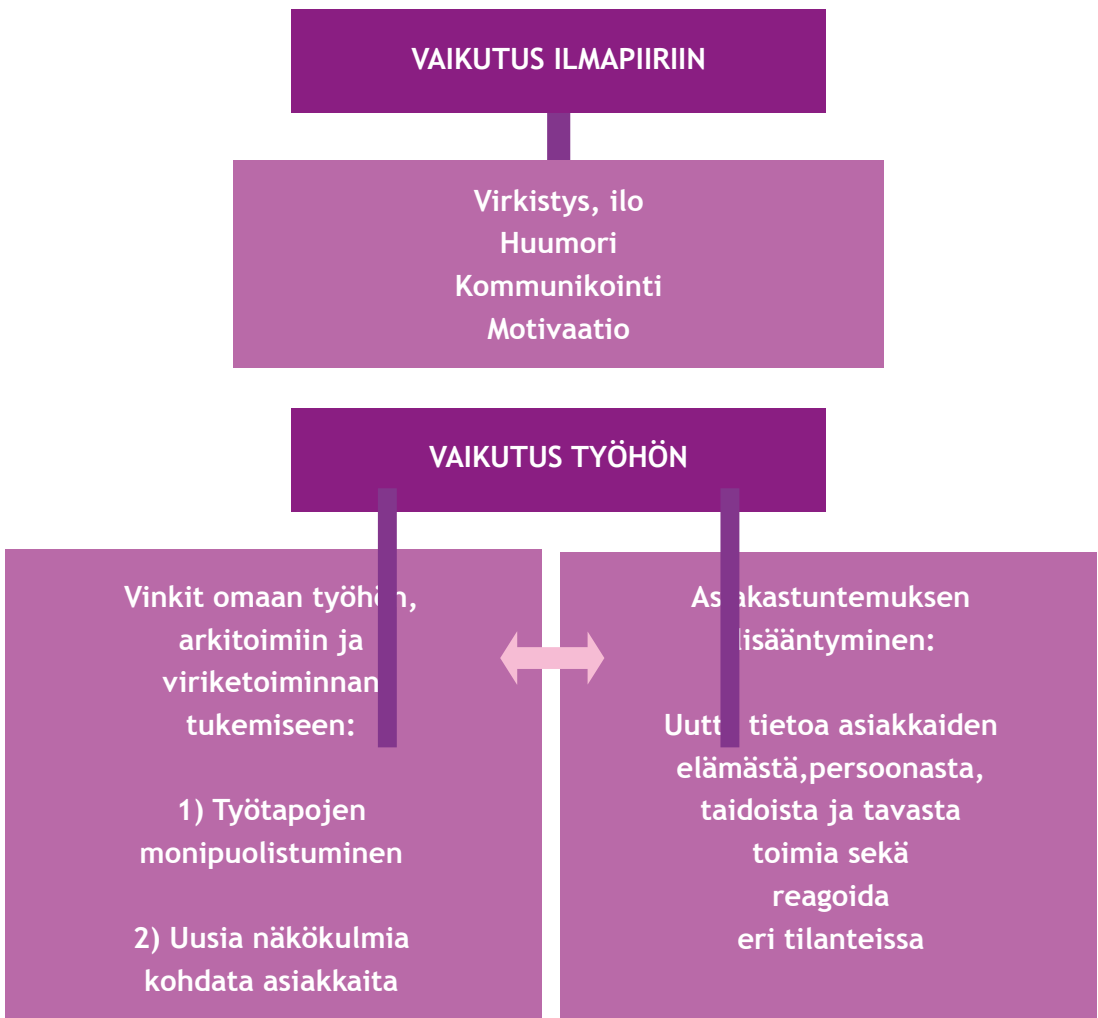 VAIKUTUS ILMAPIIRIIN
Virkistys, ilo
Huumori
Kommunikointi
Motivaatio
VAIKUTUS TYÖHÖN
Vinkit omaan työhön,
arkitoimiin ja
viriketoiminnan
tukemiseen:
1) Työtapojen
monipuolistuminen
2) Uusia näkökulmia
kohdata asiakkaita
Asiakastuntemuksen
lisääntyminen:
Uutta tietoa asiakkaiden
elämästä,persoonasta,
taidoista ja tavasta
toimia sekä
reagoida
eri tilanteissa